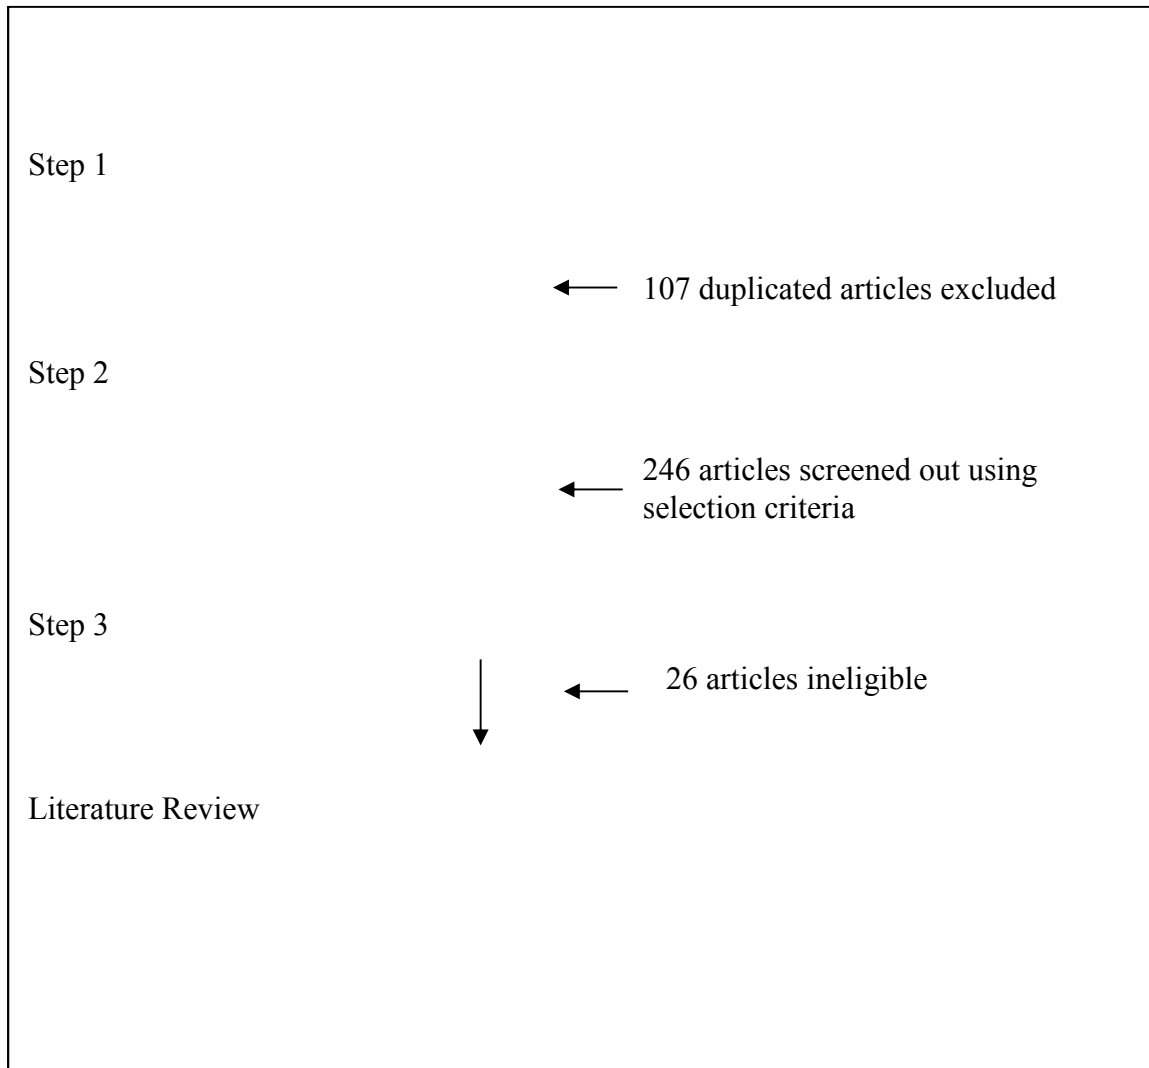 Step 1
107 duplicated articles excluded
Step 2
246 articles screened out using
selection criteria
Step 3
26 articles ineligible
Literature Review